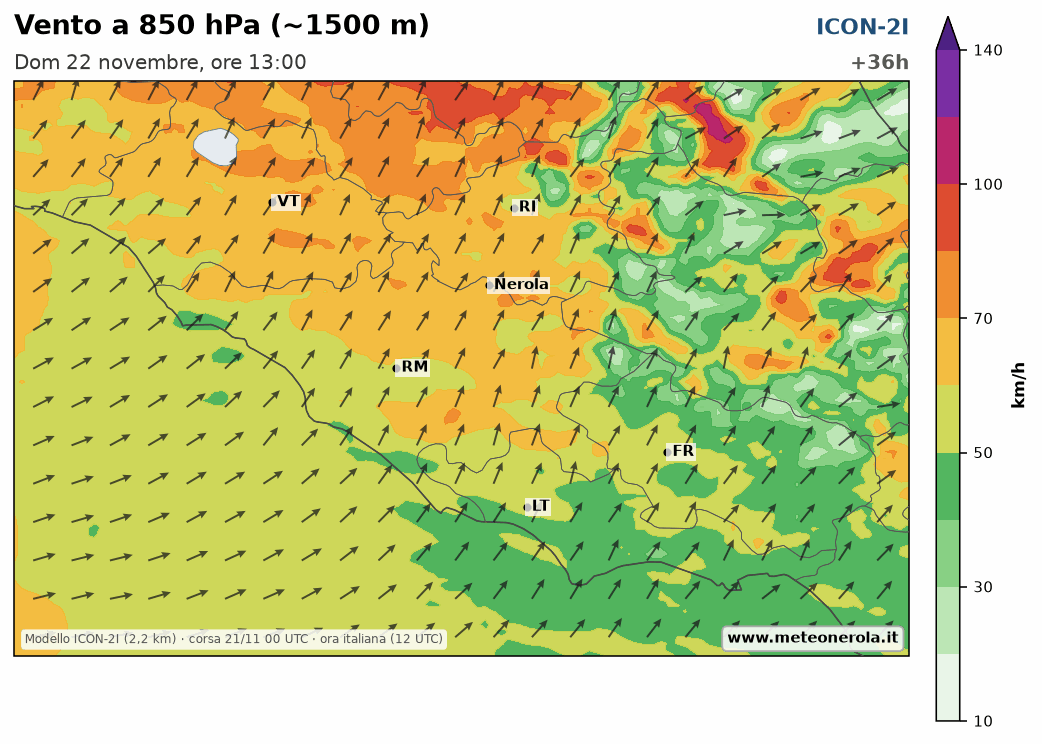 Vento a 850 hPa (~1500 m)
ICON-2I
Dom 22 novembre, ore 13:00
+36h
140
100
70
50
30
10
km/h
VT
RI
Nerola
RM
FR
LT
Modello ICON-2I (2,2 km) · corsa 21/11 00 UTC · ora italiana (12 UTC)
www.meteonerola.it